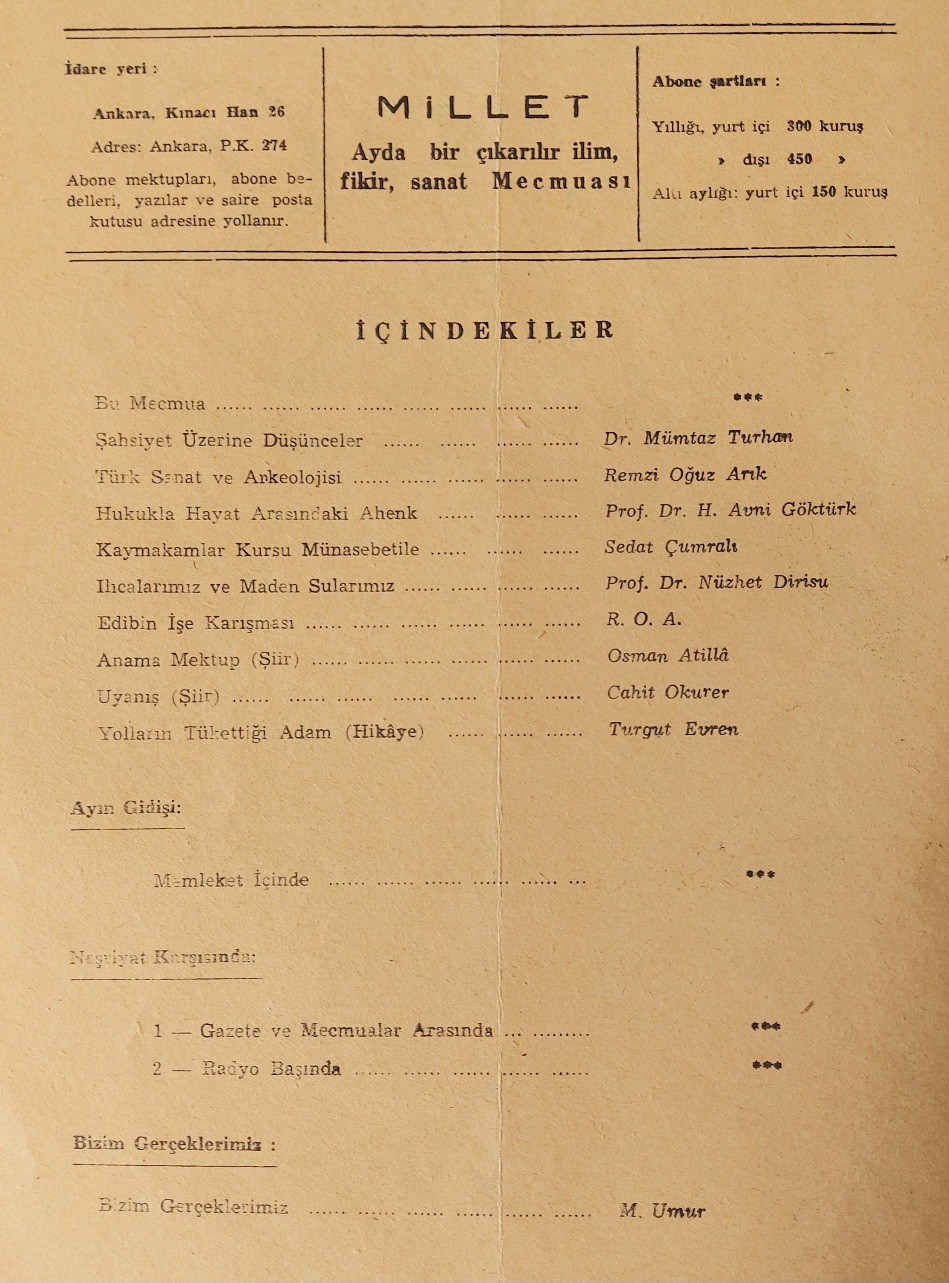 İdare yeri :
Ankara, Kınacı Han 26
Adres: Ankara, P.K. 274
Abone mektupları, abone be-
delleri, yazılar ve saire posta
kutusu adresine yollanır.
MİLLET
Ayda bir çıkarılır ilim,
fikir, sanat Mecmuası
Abone şartları :
Yıllığı, yurt içi 300 kuruş
» dışı 450 »
Altı aylığı: yurt içi 150 kuruş
İÇİNDEKİLER
Bu Mecmua ...... ...... ...... ...... ...... ...... ...... ...... ***
Şahsiyet Üzerine Düşünceler ...... ...... ...... ...... ...... Dr. Mümtaz Turhan
Türk Sanat ve Arkeolojisi ...... ...... ...... ...... ...... Remzi Oğuz Arık
Hukukla Hayat Arasındaki Ahenk ...... ...... ...... Prof. Dr. H. Avni Göktürk
Kaymakamlar Kursu Münasebetile ...... ...... ...... Sedat Çumralı
Ilıcalarımız ve Maden Sularımız ...... ...... ...... ...... Prof. Dr. Nüzhet Dirisu
Edibin İşe Karışması ...... ...... ...... ...... ...... ...... R. O. A.
Anama Mektup (Şiir) ...... ...... ...... ...... ...... ...... Osman Atillâ
Uyanış (Şiir) ...... ...... ...... ...... ...... ...... ...... Cahit Okurer
Yolların Tükettiği Adam (Hikâye) ...... ...... ...... Turgut Evren
Ayın Gidişi:
Memleket İçinde ...... ...... ...... ...... ...... ... ***
Neşriyat Karşısında:
1 — Gazete ve Mecmualar Arasında ... ......... ***
2 — Radyo Başında ...... ...... ...... ...... ...... ***
Bizim Gerçeklerimiz :
Bizim Gerçeklerimiz ...... ...... ...... ...... ...... ...... M. Umur